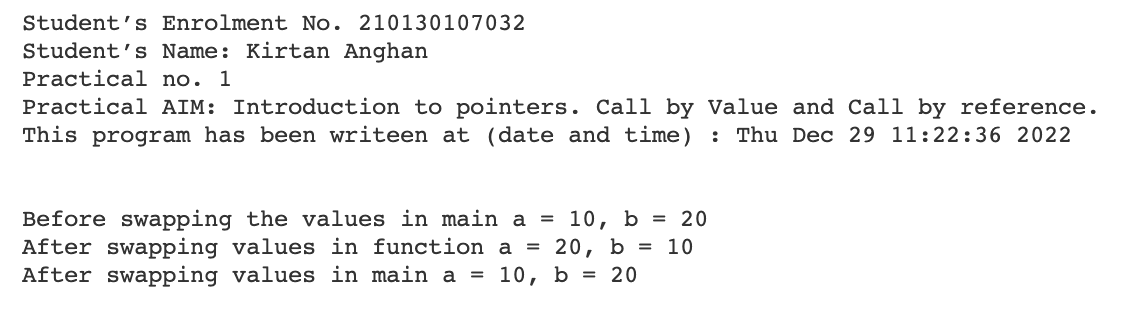 Student’s Enrolment No. 210130107032
Student’s Name: Kirtan Anghan
Practical no. 1
Practical AIM: Introduction to pointers. Call by Value and Call by reference.
This program has been writeen at (date and time) : Thu Dec 29 11:22:36 2022
Before swapping the values in main a = 10, b = 20
After swapping values in function a = 20, b = 10
After swapping values in main a = 10, b = 20